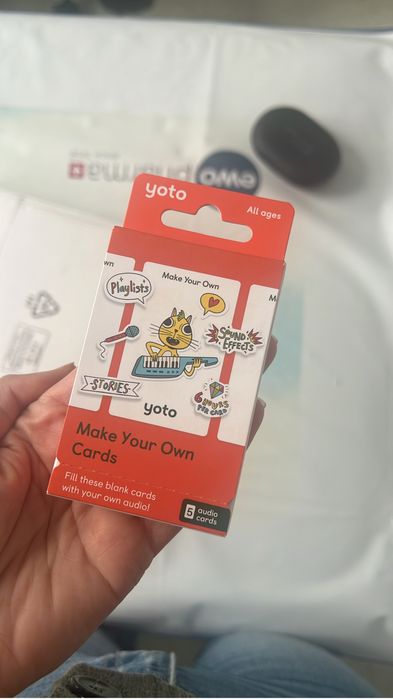 yoto
All ages
Make Your Own
Playlists
SOUND
EFFECTS
STORIES
6 HOURS
PER CARD
yoto
Make Your Own
Cards
Fill these blank cards
with your own audio!
5 audio
cards
wn
M